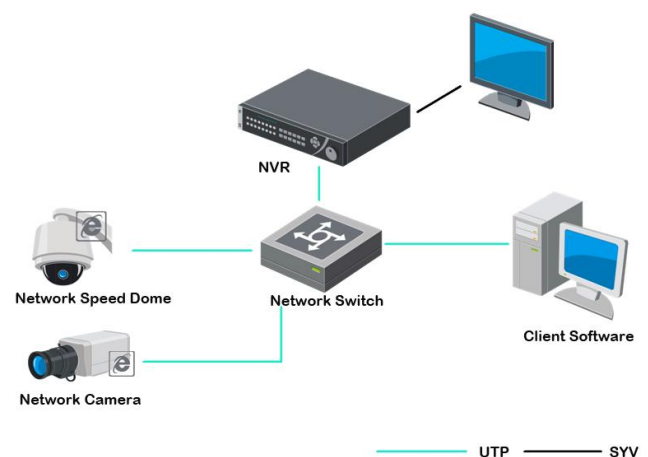 NVR
Network Speed Dome
Network Switch
Client Software
Network Camera
UTP
SYV